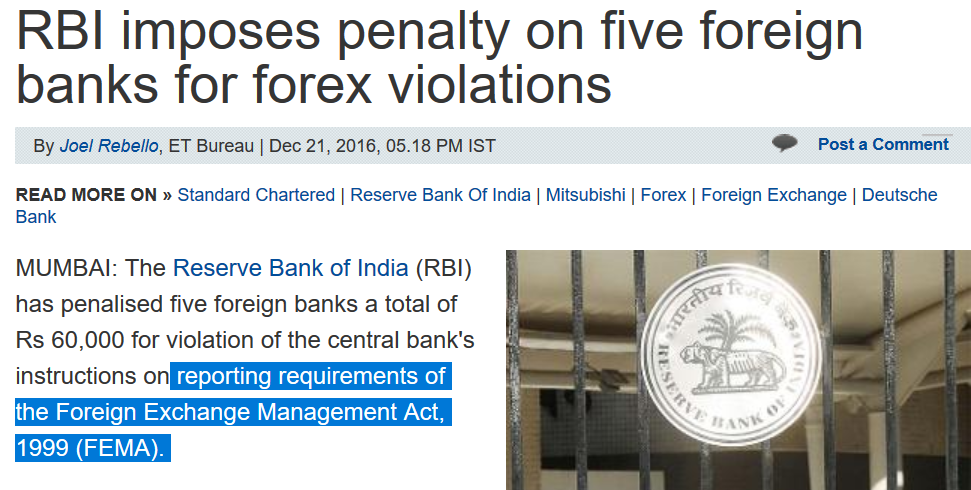 RBI imposes penalty on five foreign
banks for forex violations
By Joel Rebello, ET Bureau | Dec 21, 2016, 05.18 PM IST
Post a Comment
READ MORE ON » Standard Chartered | Reserve Bank Of India | Mitsubishi | Forex | Foreign Exchange | Deutsche
Bank
MUMBAI: The Reserve Bank of India (RBI)
has penalised five foreign banks a total of
Rs 60,000 for violation of the central bank's
instructions on reporting requirements of
the Foreign Exchange Management Act,
1999 (FEMA).
भारतीय रिज़र्व बैंक
RESERVE BANK OF INDIA